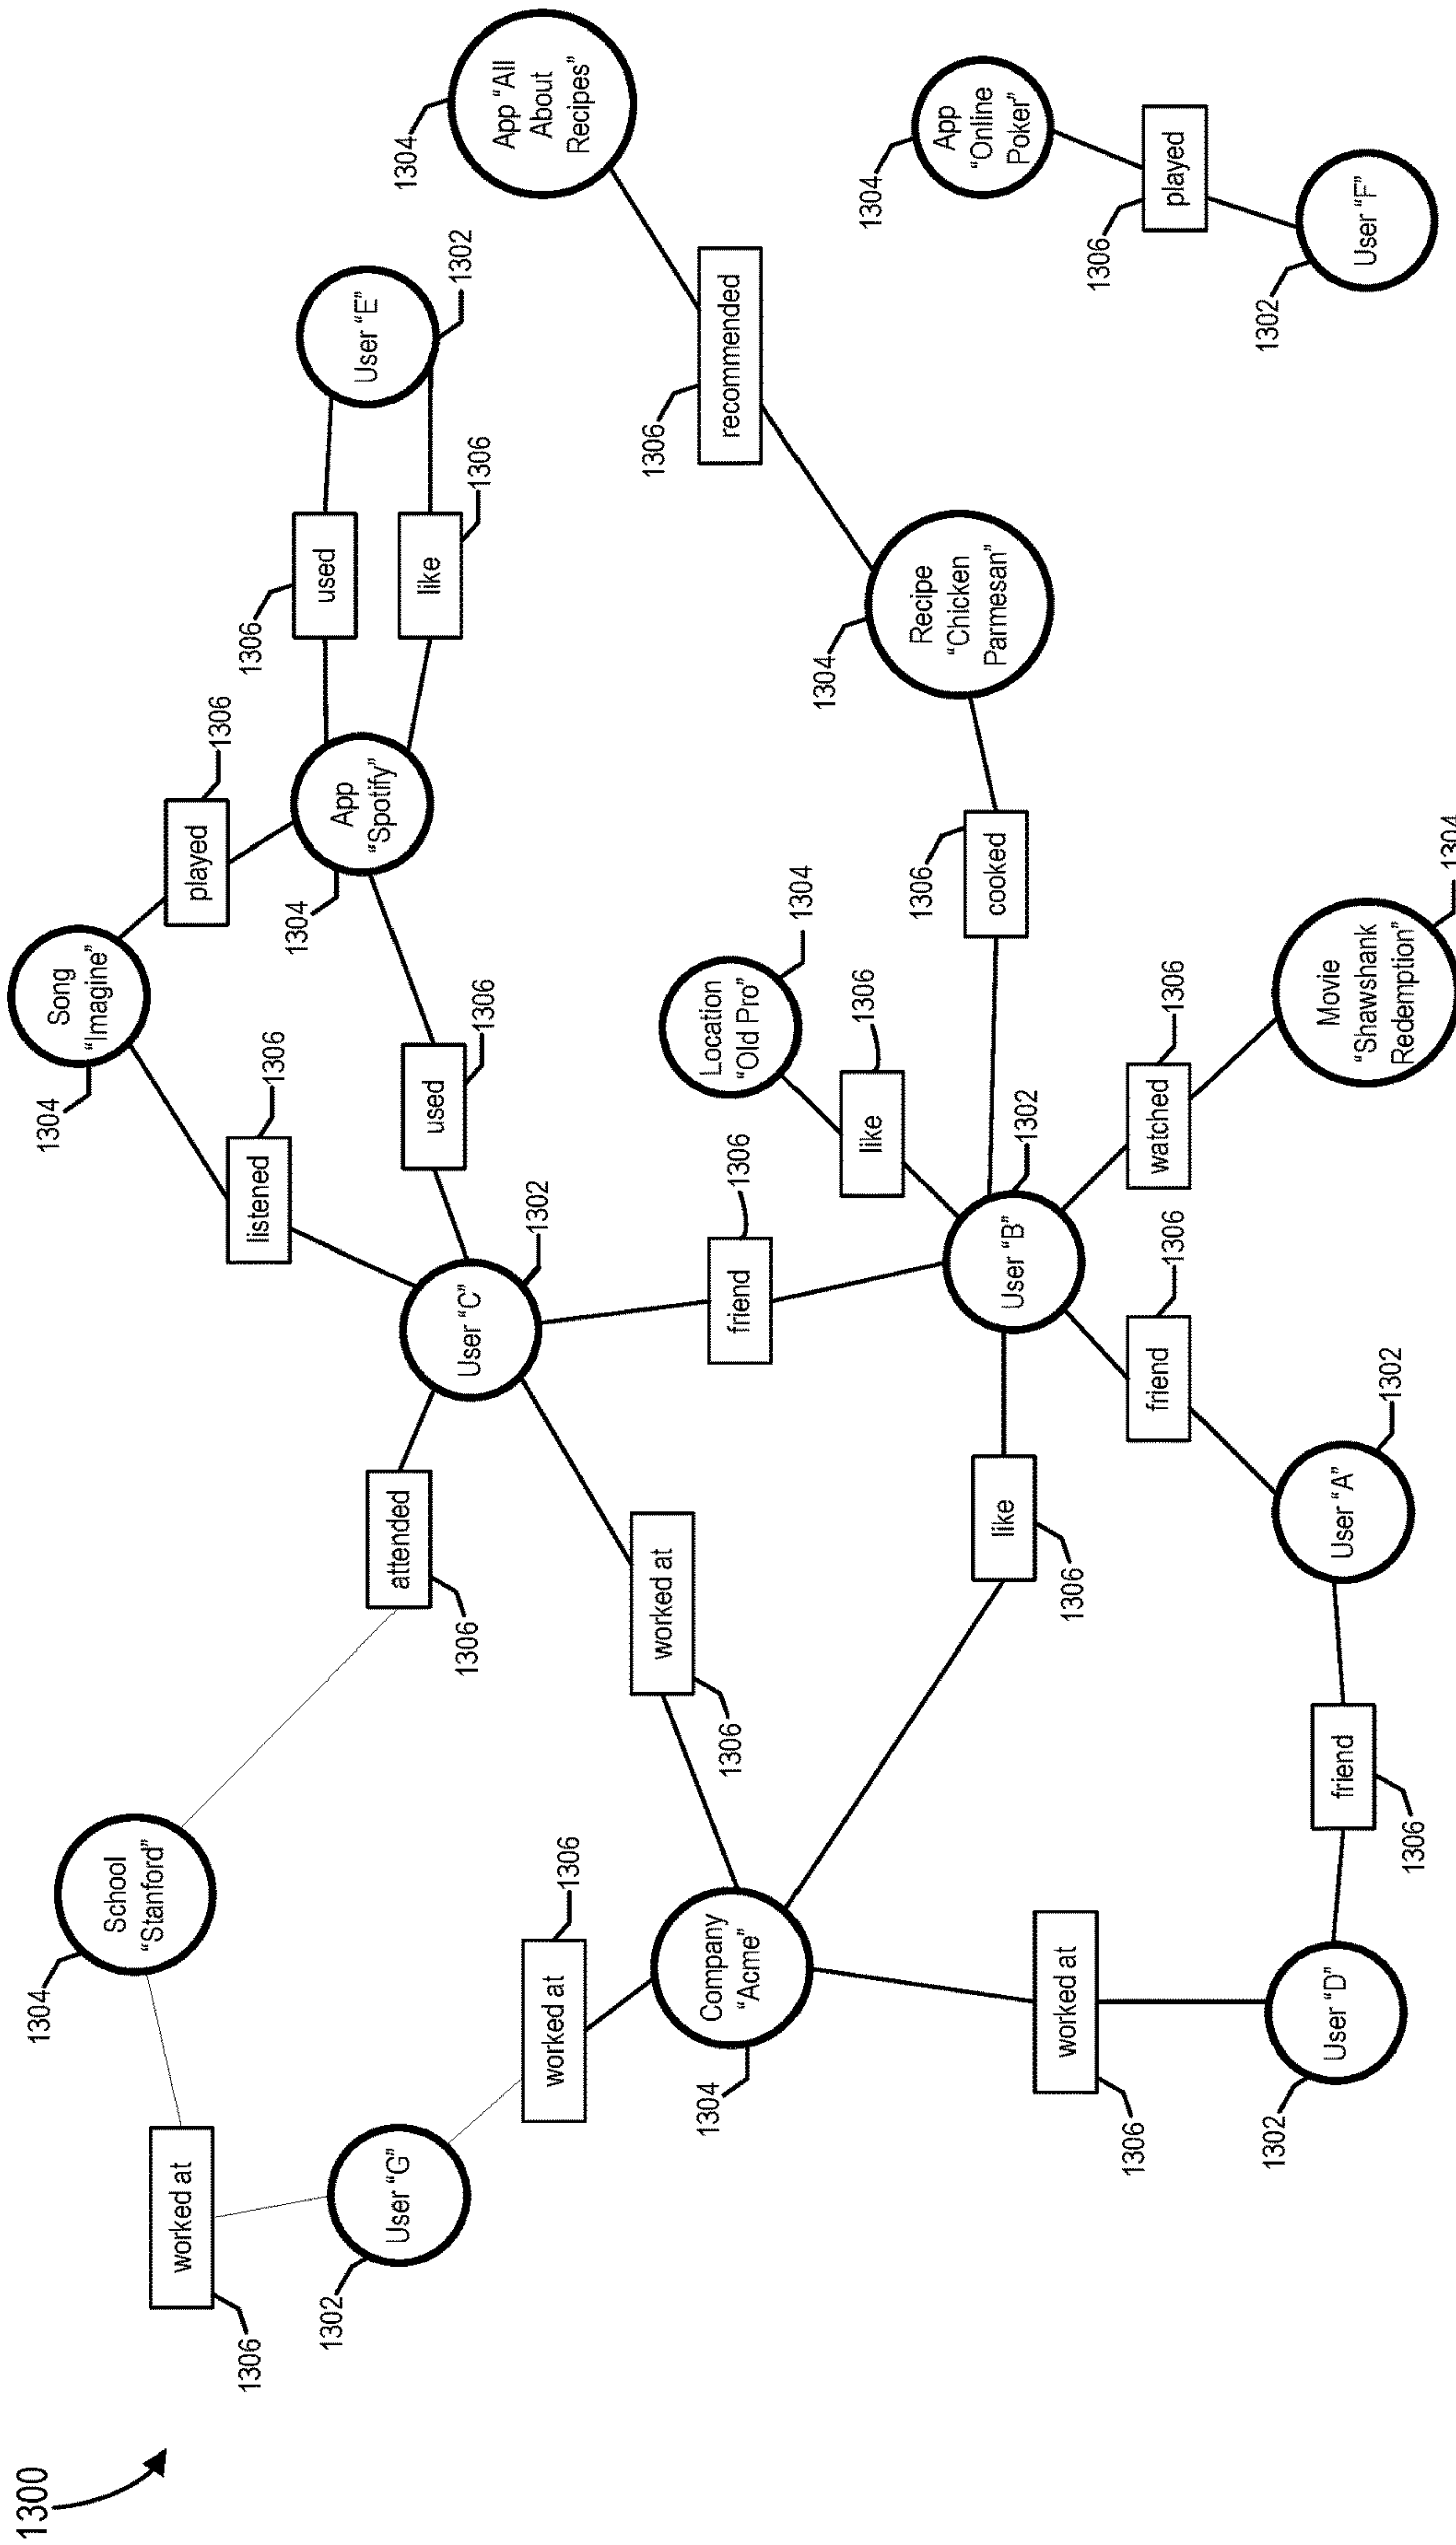 1300
1304
School
“Stanford”
1304
Song
“Imagine”
worked at
1306
listened
1306
played
1306
1302
User “G”
attended
1306
User “C”
1302
used
1306
1304
App
“Spotify”
1306
used
like
1306
User “E”
1302
worked at
1306
worked at
1306
friend
1306
1304
App “All
About
Recipes”
1306
recommended
1304
Company
“Acme”
Location
“Old Pro”
1304
like
1306
1306
cooked
1304
Recipe
“Chicken
Parmesan”
like
1306
User “B”
1302
1304
App
“Online
Poker”
worked at
1306
friend
1306
watched
1306
1306
played
1302
User “D”
friend
1306
User “A”
1302
Movie
“Shawshank
Redemption”
1304
1302
User “F”